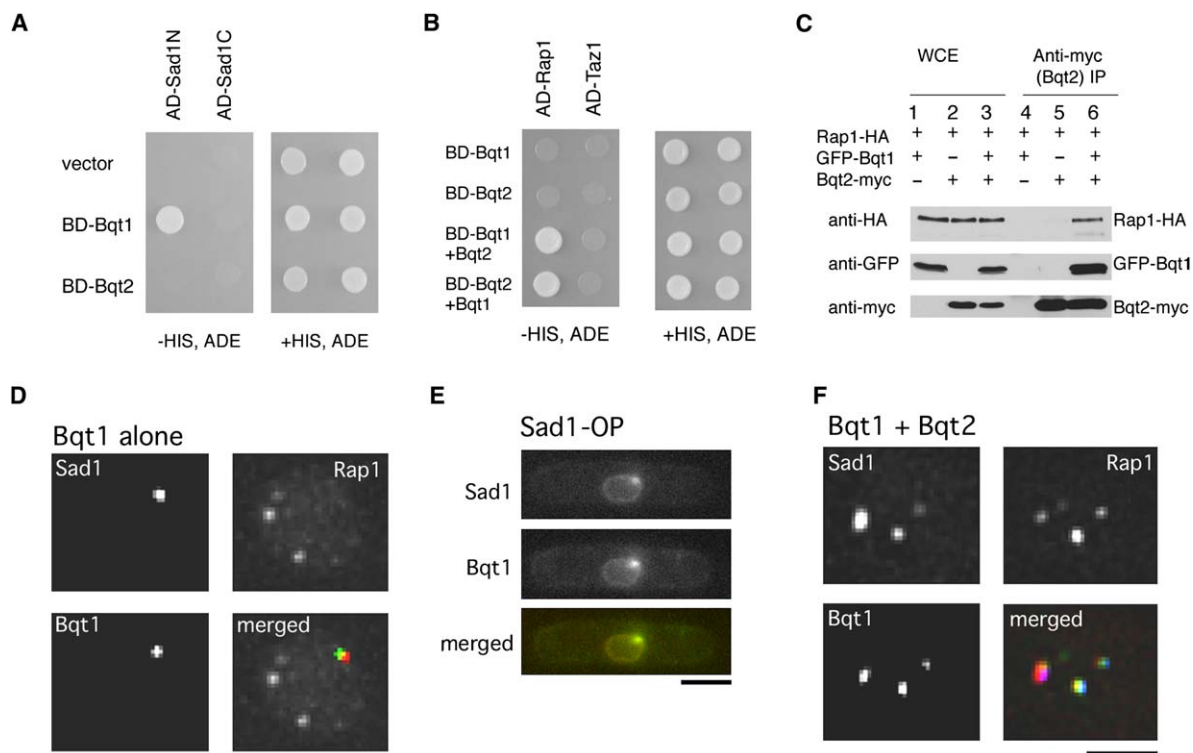 A
AD-Sad1N
AD-Sad1C
vector
BD-Bqt1
BD-Bqt2
-HIS, ADE
+HIS, ADE
B
AD-Rap1
AD-Taz1
BD-Bqt1
BD-Bqt2
BD-Bqt1
+Bqt2
BD-Bqt2
+Bqt1
-HIS, ADE
+HIS, ADE
C
WCE
Anti-myc
(Bqt2) IP
1 2 3 4 5 6
Rap1-HA + + + + + +
GFP-Bqt1 + – + + – +
Bqt2-myc – + + – + +
anti-HA Rap1-HA
anti-GFP GFP-Bqt1
anti-myc Bqt2-myc
D
Bqt1 alone
Sad1
Rap1
Bqt1
merged
E
Sad1-OP
Sad1
Bqt1
merged
F
Bqt1 + Bqt2
Sad1
Rap1
Bqt1
merged